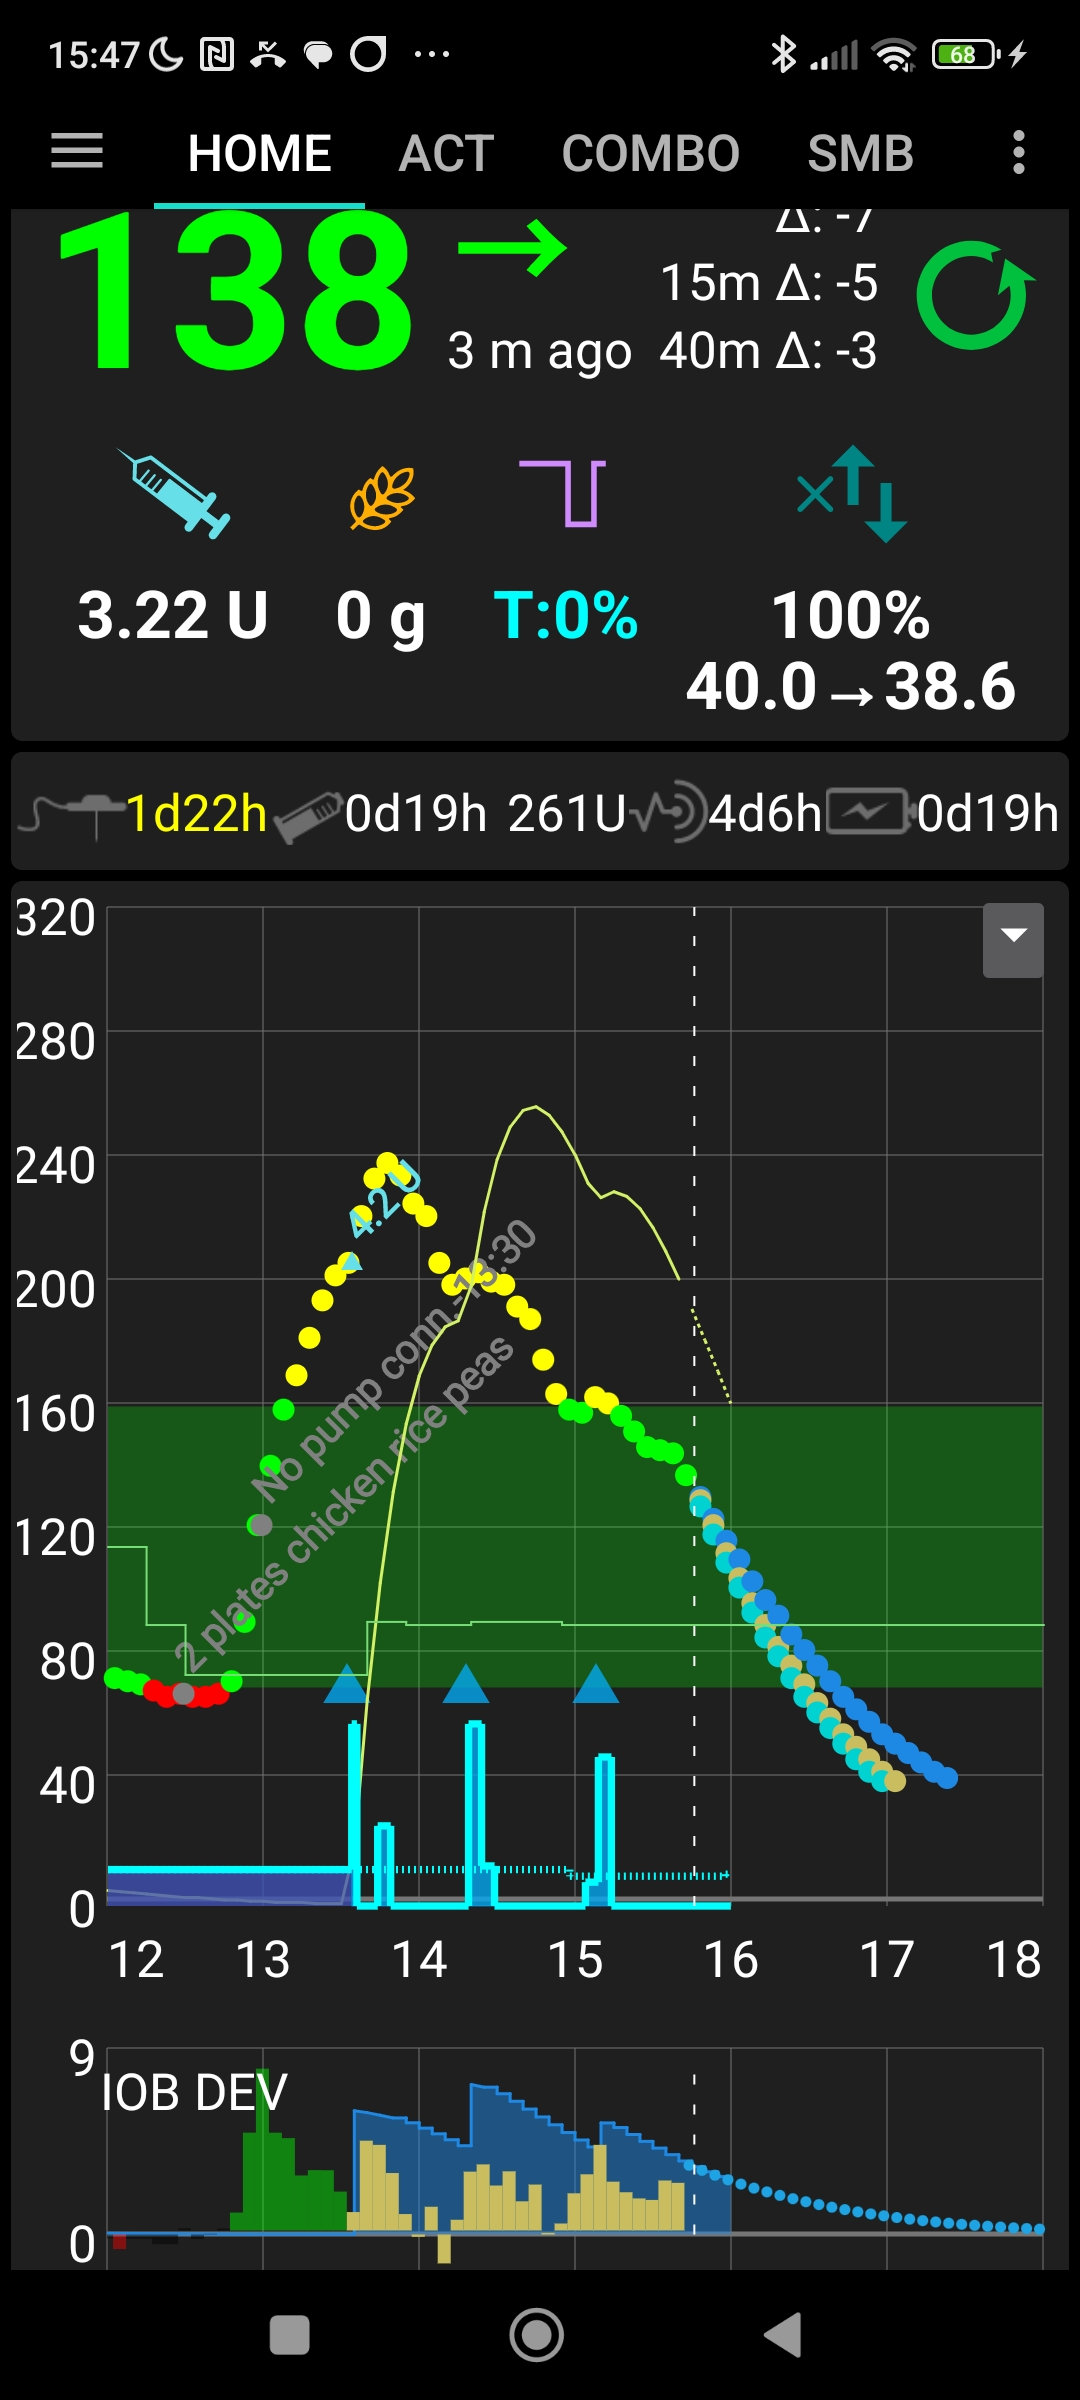 15:47 68
HOME ACT COMBO SMB
138
Δ: -7
15m Δ: -5
3 m ago 40m Δ: -3
3.22 U 0 g T:0% 100%
40.0→38.6
1d22h 0d19h 261U 4d6h 0d19h
320
280
240
200
160
120
80
40
0
4.2 U
No pump conn.-13:30
2 plates chicken rice peas
12 13 14 15 16 17 18
9
IOB DEV
0